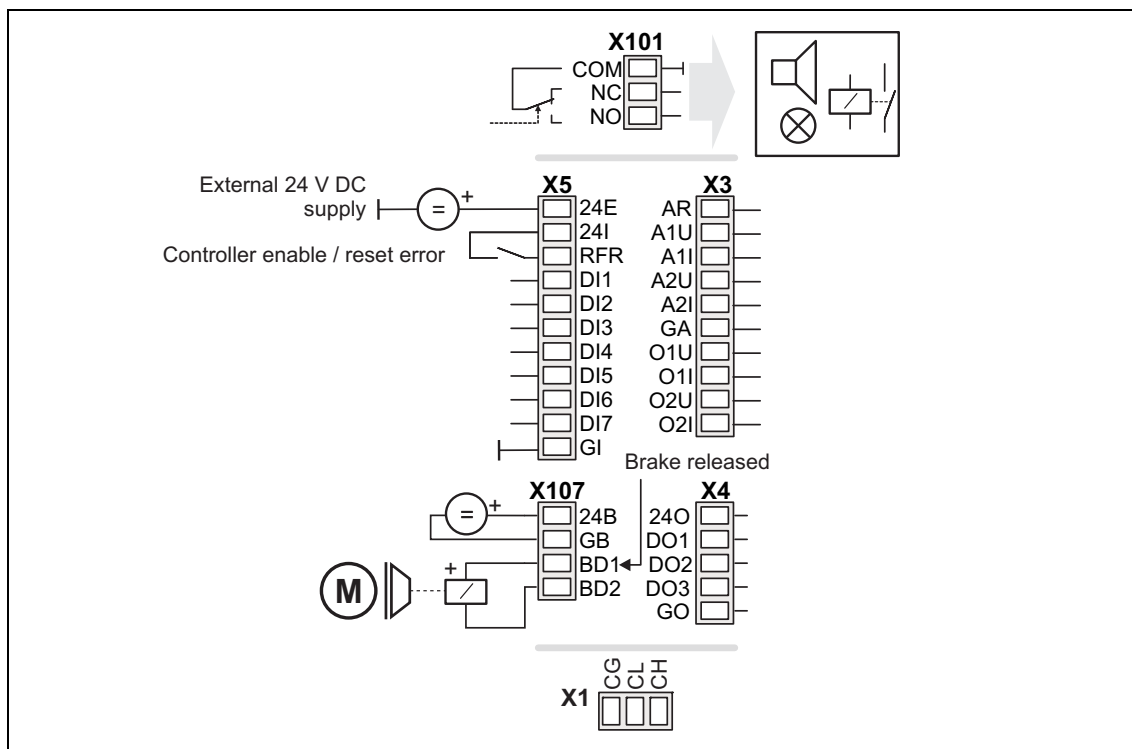 X101
COM
NC
NO
External 24 V DC
supply
=
+
Controller enable / reset error
X5
24E
24I
RFR
DI1
DI2
DI3
DI4
DI5
DI6
DI7
GI
X3
AR
A1U
A1I
A2U
A2I
GA
O1U
O1I
O2U
O2I
Brake released
X107
=
+
24B
GB
BD1
BD2
M
+
X4
24O
DO1
DO2
DO3
GO
X1
CG
CL
CH